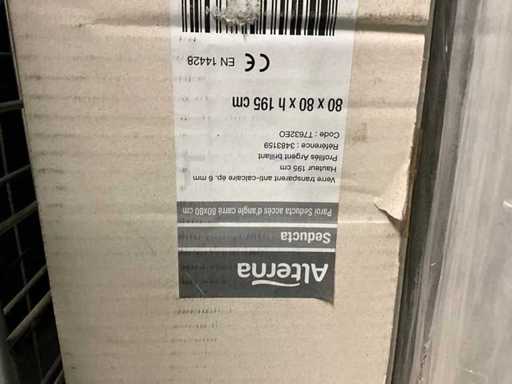 Alterna
Seducta
Paroi Seducta accès d'angle carré 80x80 cm
Verre transparent anti-calcaire ép. 6 mm
Hauteur 195 cm
Profilés Argent brillant
Référence : 3483159
Code : T7632EO
80 x 80 x h 195 cm
CE EN 14428